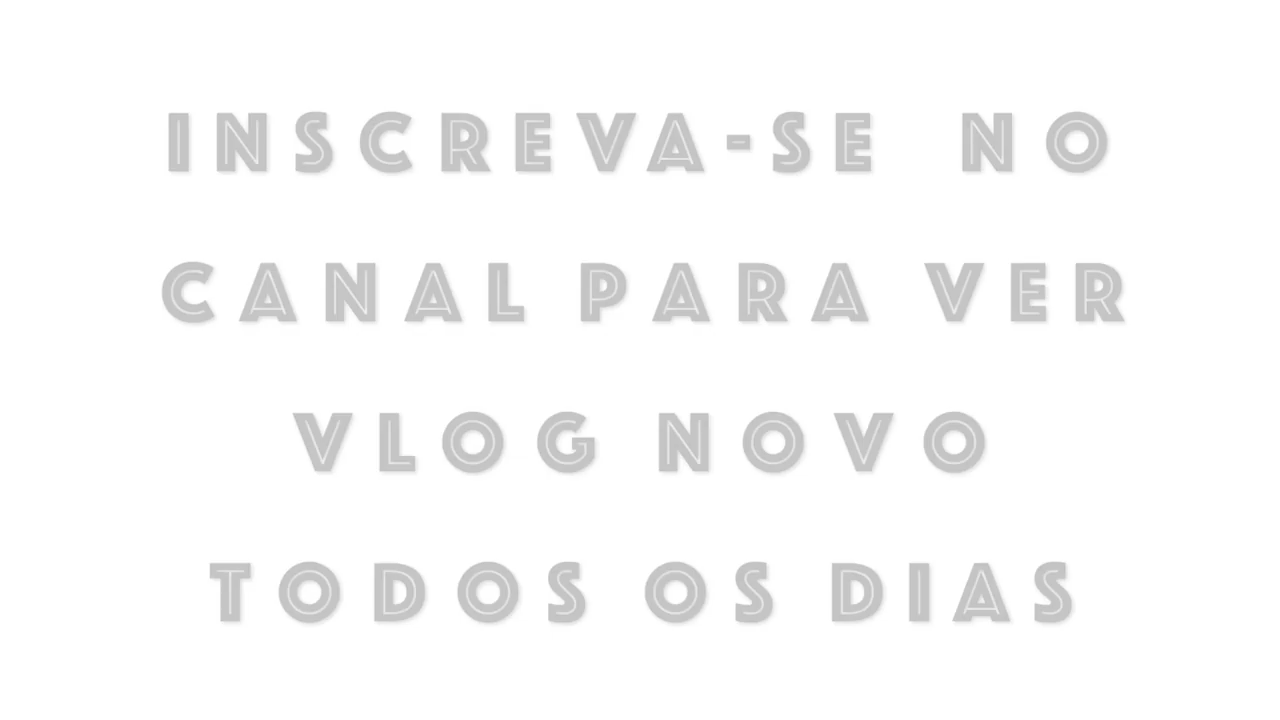 INSCREVA-SE NO
CANAL PARA VER
VLOG NOVO
TODOS OS DIAS